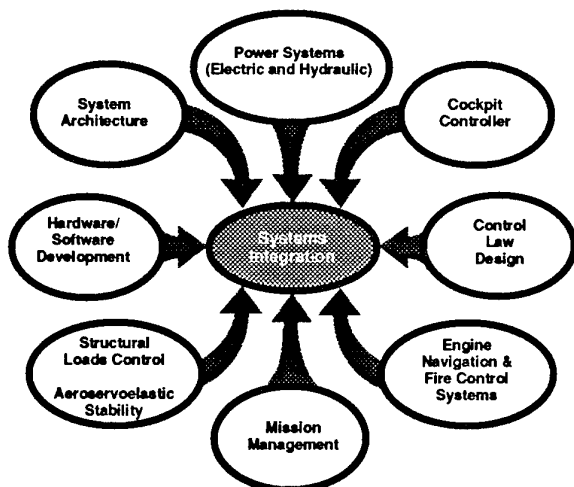 Power Systems
(Electric and Hydraulic)
System
Architecture
Cockpit
Controller
Hardware/
Software
Development
Systems
Integration
Control
Law
Design
Structural
Loads Control
Aeroservoelastic
Stability
Engine
Navigation &
Fire Control
Systems
Mission
Management